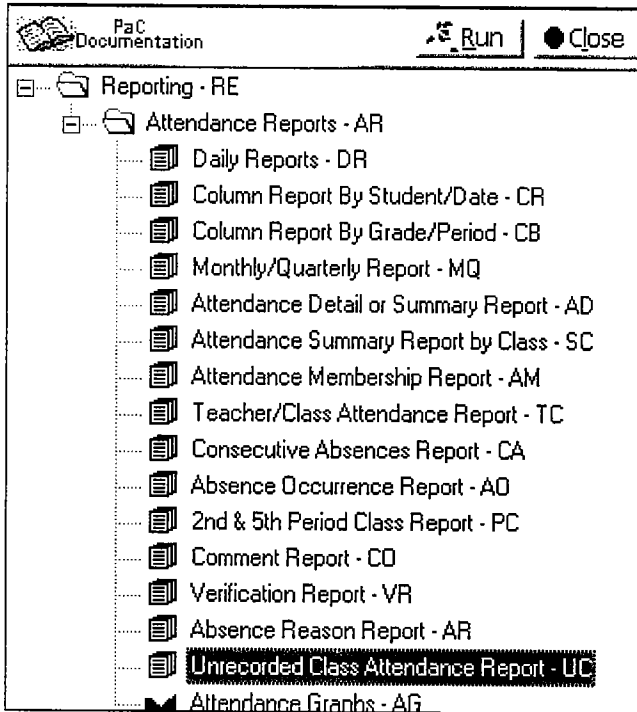 PaC
Documentation
Run
Close
Reporting - RE
Attendance Reports - AR
Daily Reports - DR
Column Report By Student/Date - CR
Column Report By Grade/Period - CB
Monthly/Quarterly Report - MQ
Attendance Detail or Summary Report - AD
Attendance Summary Report by Class - SC
Attendance Membership Report - AM
Teacher/Class Attendance Report - TC
Consecutive Absences Report - CA
Absence Occurrence Report - AO
2nd & 5th Period Class Report - PC
Comment Report - CO
Verification Report - VR
Absence Reason Report - AR
Unrecorded Class Attendance Report - UC
Attendance Graphs - AG